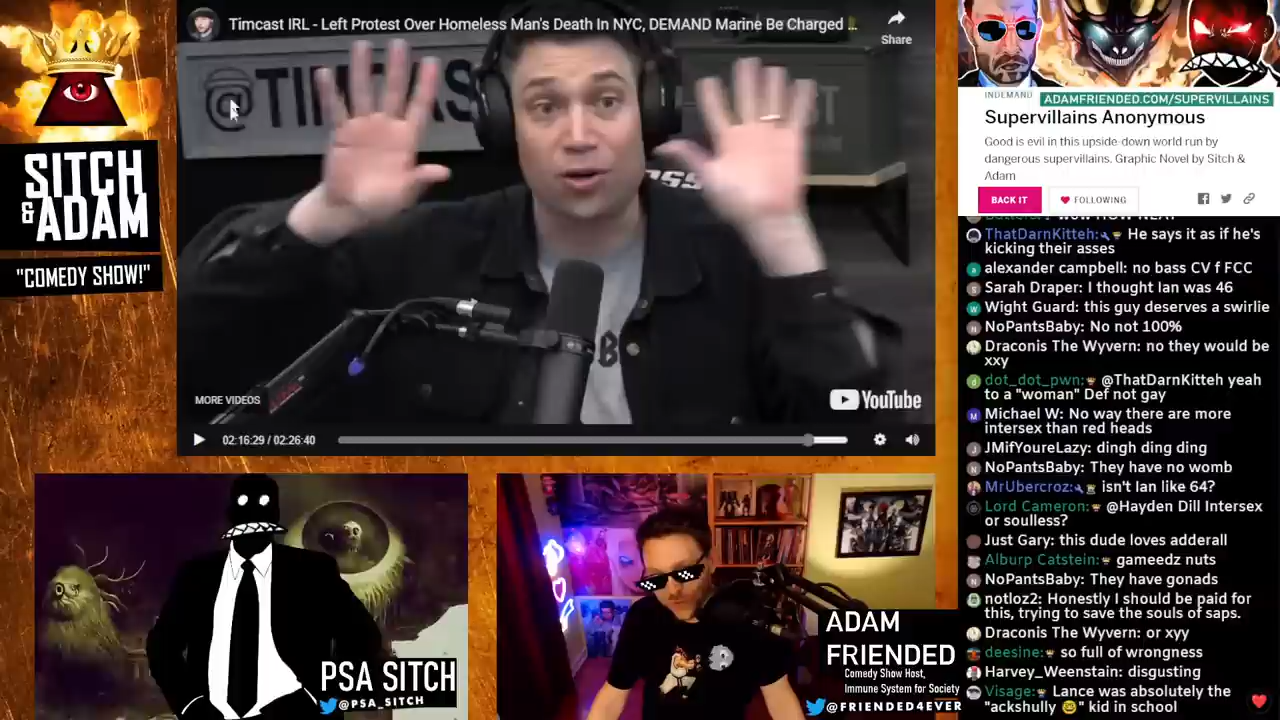 Timcast IRL - Left Protest Over Homeless Man's Death In NYC, DEMAND Marine Be Charged ...
Share
@TIMCAS
MORE VIDEOS
YouTube
02:16:29 / 02:26:40
SITCH
& ADAM
"COMEDY SHOW!"
PSA SITCH
@PSA_SITCH
ADAM
FRIENDED
Comedy Show Host,
Immune System for Society
@FRIENDED4EVER
INDEMAND
ADAMFRIENDED.COM/SUPERVILLAINS
Supervillains Anonymous
Good is evil in this upside-down world run by
dangerous supervillains. Graphic Novel by Sitch &
Adam
BACK IT
FOLLOWING
ThatDarnKitteh: He says it as if he's
kicking their asses
alexander campbell: no bass CV f FCC
Sarah Draper: I thought Ian was 46
Wight Guard: this guy deserves a swirlie
NoPantsBaby: No not 100%
Draconis The Wyvern: no they would be
xxy
dot_dot_pwn: @ThatDarnKitteh yeah
to a "woman" Def not gay
Michael W: No way there are more
intersex than red heads
JMifYoureLazy: dingh ding ding
NoPantsBaby: They have no womb
MrUbercroz: isn't Ian like 64?
Lord Cameron: @Hayden Dill Intersex
or soulless?
Just Gary: this dude loves adderall
Alburp Catstein: gameedz nuts
NoPantsBaby: They have gonads
notloz2: Honestly I should be paid for
this, trying to save the souls of saps.
Draconis The Wyvern: or xyy
deesine: so full of wrongness
Harvey_Weenstain: disgusting
Visage: Lance was absolutely the
"ackshully 🤓" kid in school